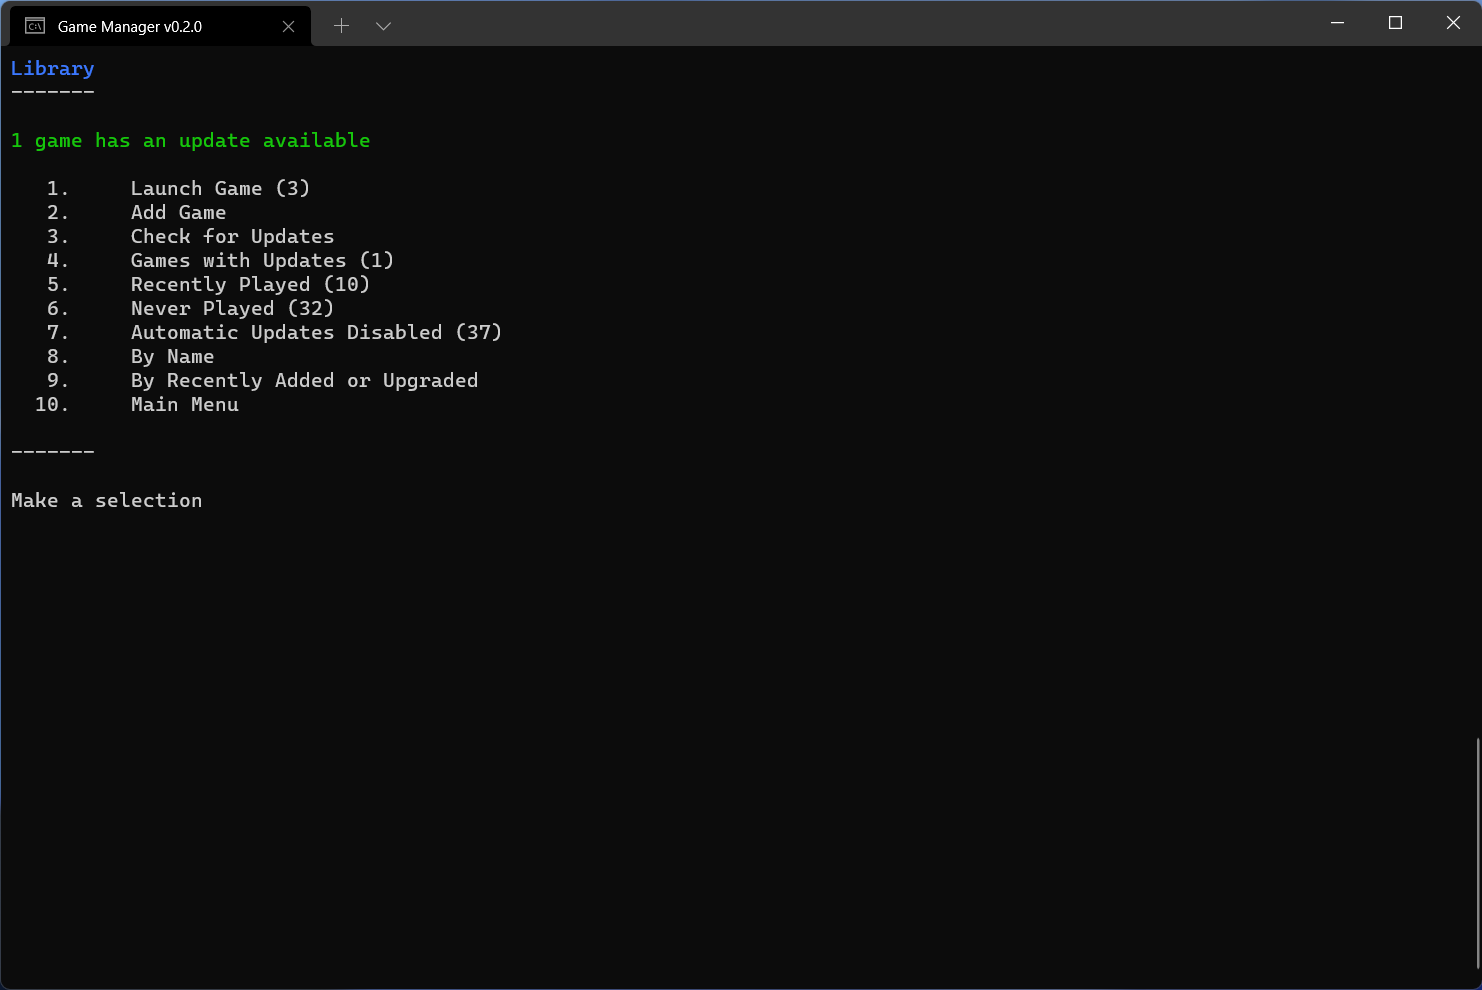 Game Manager v0.2.0
Library
-------
1 game has an update available
1. Launch Game (3)
2. Add Game
3. Check for Updates
4. Games with Updates (1)
5. Recently Played (10)
6. Never Played (32)
7. Automatic Updates Disabled (37)
8. By Name
9. By Recently Added or Upgraded
10. Main Menu
-------
Make a selection